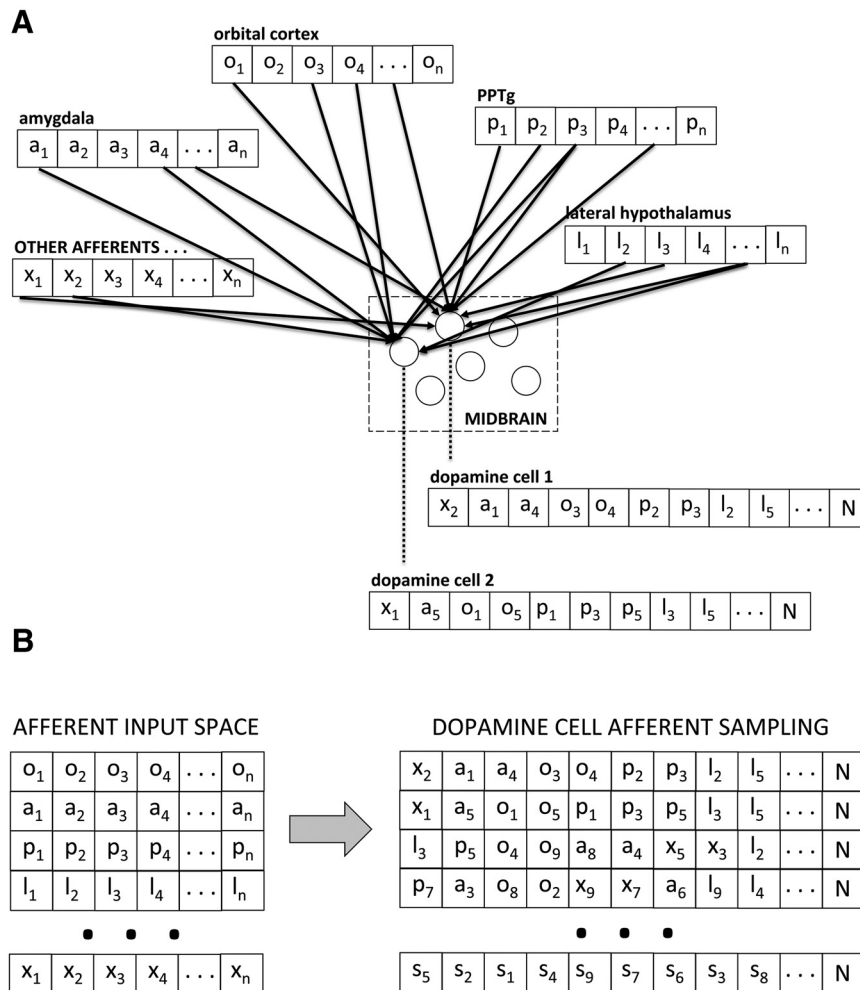 A
orbital cortex
o₁ o₂ o₃ o₄ ... oₙ
amygdala
a₁ a₂ a₃ a₄ ... aₙ
PPTg
p₁ p₂ p₃ p₄ ... pₙ
OTHER AFFERENTS ...
x₁ x₂ x₃ x₄ ... xₙ
lateral hypothalamus
l₁ l₂ l₃ l₄ ... lₙ
MIDBRAIN
dopamine cell 1
x₂ a₁ a₄ o₃ o₄ p₂ p₃ l₂ l₅ ... N
dopamine cell 2
x₁ a₅ o₁ o₅ p₁ p₃ p₅ l₃ l₅ ... N
B
AFFERENT INPUT SPACE
o₁ o₂ o₃ o₄ ... oₙ
a₁ a₂ a₃ a₄ ... aₙ
p₁ p₂ p₃ p₄ ... pₙ
l₁ l₂ l₃ l₄ ... lₙ
• • •
x₁ x₂ x₃ x₄ ... xₙ
DOPAMINE CELL AFFERENT SAMPLING
x₂ a₁ a₄ o₃ o₄ p₂ p₃ l₂ l₅ ... N
x₁ a₅ o₁ o₅ p₁ p₃ p₅ l₃ l₅ ... N
l₃ p₅ o₄ o₉ a₈ a₄ x₅ x₃ l₂ ... N
p₇ a₃ o₈ o₂ x₉ x₇ a₆ l₉ l₄ ... N
• • •
s₅ s₂ s₁ s₄ s₉ s₇ s₆ s₃ s₈ ... N